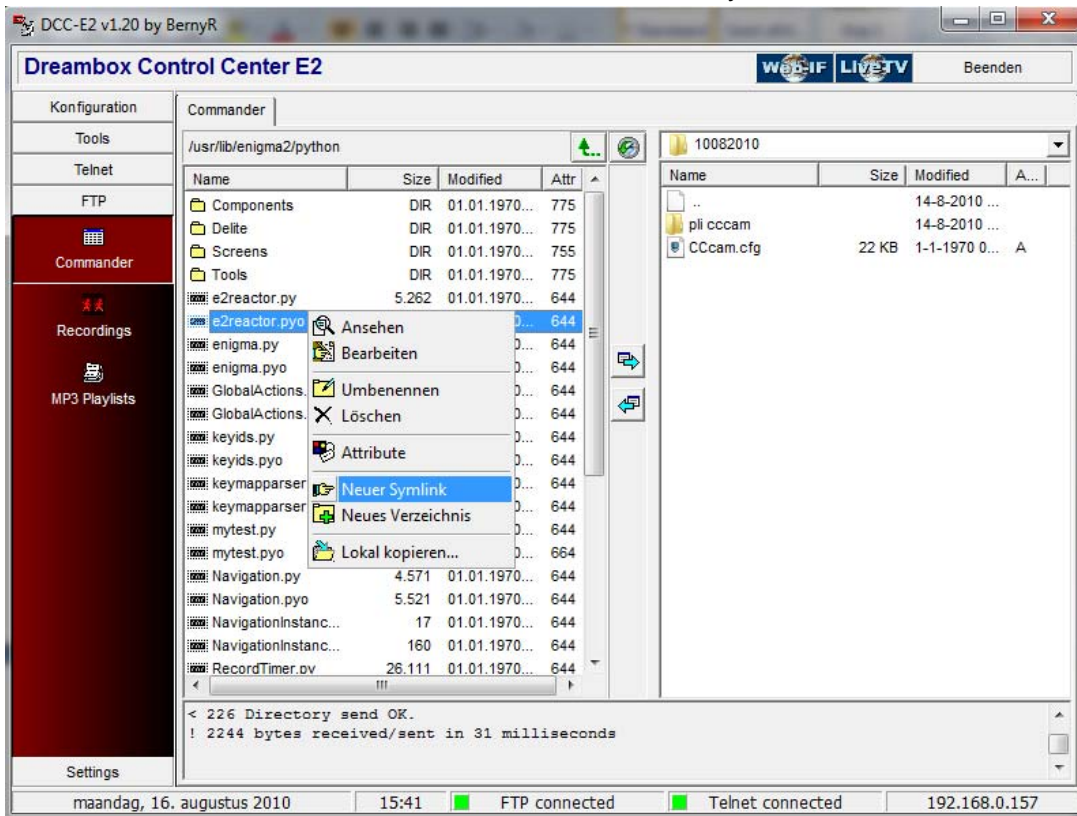 DCC-E2 v1.20 by BernyR
Dreambox Control Center E2
Web-IF LiveTV Beenden
Konfiguration
Tools
Telnet
FTP
Commander
Recordings
MP3 Playlists
Settings
Commander
/usr/lib/enigma2/python
Name Size Modified Attr
Components DIR 01.01.1970... 775
Delite DIR 01.01.1970... 775
Screens DIR 01.01.1970... 755
Tools DIR 01.01.1970... 775
e2reactor.py 5.262 01.01.1970... 644
e2reactor.pyo 644
enigma.py 644
enigma.pyo 644
GlobalActions. 644
GlobalActions. 644
keyids.py 644
keyids.pyo 644
keymapparser 644
keymapparser 644
mytest.py 644
mytest.pyo 664
Navigation.py 4.571 01.01.1970... 644
Navigation.pyo 5.521 01.01.1970... 644
NavigationInstanc... 17 01.01.1970... 644
NavigationInstanc... 160 01.01.1970... 644
RecordTimer.py 26.111 01.01.1970... 644
Ansehen
Bearbeiten
Umbenennen
Löschen
Attribute
Neuer Symlink
Neues Verzeichnis
Lokal kopieren...
10082010
Name Size Modified A...
.. 14-8-2010 ...
pli cccam 14-8-2010 ...
CCcam.cfg 22 KB 1-1-1970 0... A
< 226 Directory send OK.
! 2244 bytes received/sent in 31 milliseconds
maandag, 16. augustus 2010 15:41 FTP connected Telnet connected 192.168.0.157